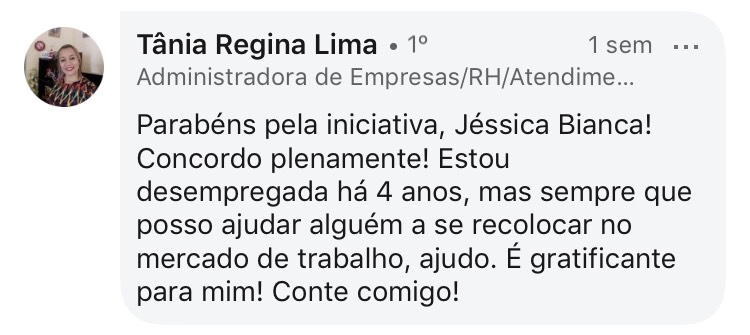 Tânia Regina Lima • 1º 1 sem ...
Administradora de Empresas/RH/Atendime...
Parabéns pela iniciativa, Jéssica Bianca!
Concordo plenamente! Estou
desempregada há 4 anos, mas sempre que
posso ajudar alguém a se recolocar no
mercado de trabalho, ajudo. É gratificante
para mim! Conte comigo!